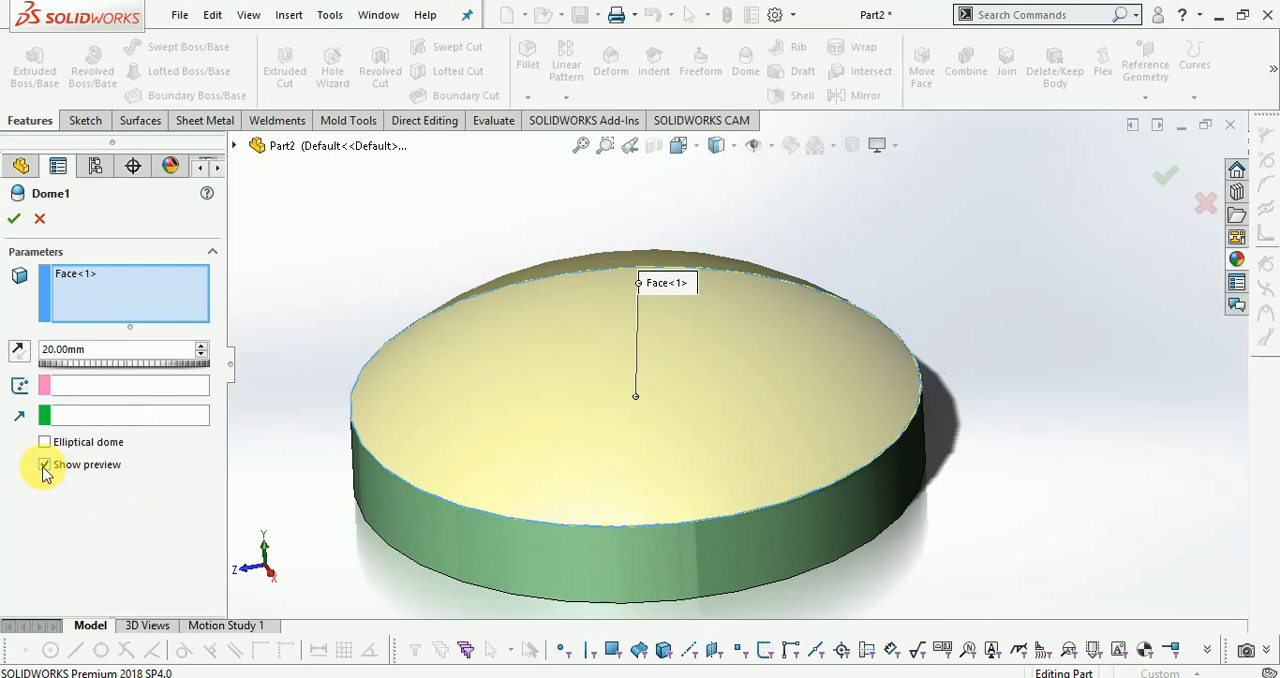 SOLIDWORKS
File Edit View Insert Tools Window Help
Part2 *
Search Commands
Extruded Boss/Base
Revolved Boss/Base
Swept Boss/Base
Lofted Boss/Base
Boundary Boss/Base
Extruded Cut
Hole Wizard
Revolved Cut
Swept Cut
Lofted Cut
Boundary Cut
Fillet
Linear Pattern
Deform
Indent
Freeform
Dome
Rib
Draft
Shell
Wrap
Intersect
Mirror
Move Face
Combine
Join
Delete/Keep Body
Flex
Reference Geometry
Curves
Features Sketch Surfaces Sheet Metal Weldments Mold Tools Direct Editing Evaluate SOLIDWORKS Add-Ins SOLIDWORKS CAM
Part2 (Default<<Default>...
Dome1
Parameters
Face<1>
20.00mm
Elliptical dome
Show preview
Face<1>
Y
Z
X
Model 3D Views Motion Study 1
SOLIDWORKS Premium 2018 SP4.0
Editing Part
Custom